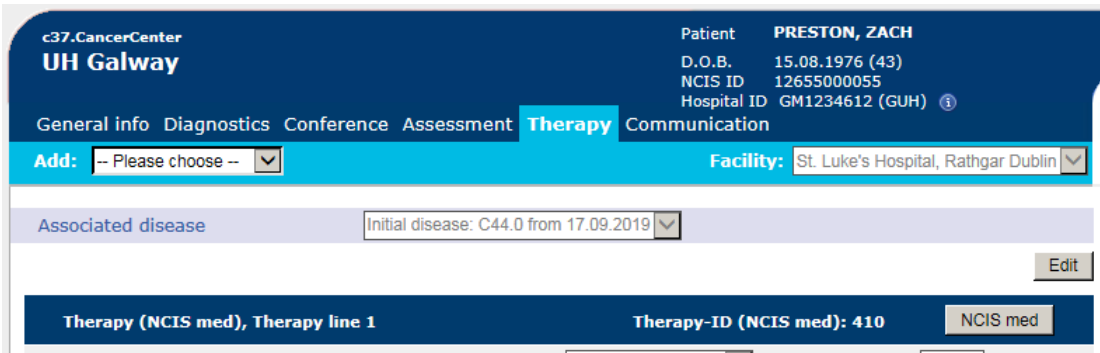 c37.CancerCenter
UH Galway
Patient PRESTON, ZACH
D.O.B. 15.08.1976 (43)
NCIS ID 12655000055
Hospital ID GM1234612 (GUH)
General info Diagnostics Conference Assessment Therapy Communication
Add: -- Please choose -- Facility: St. Luke's Hospital, Rathgar Dublin
Associated disease Initial disease: C44.0 from 17.09.2019
Edit
Therapy (NCIS med), Therapy line 1 Therapy-ID (NCIS med): 410 NCIS med